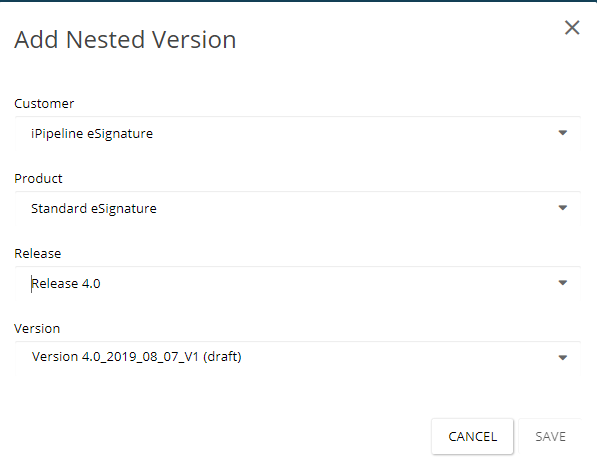 Add Nested Version
Customer
iPipeline eSignature
Product
Standard eSignature
Release
Release 4.0
Version
Version 4.0_2019_08_07_V1 (draft)
CANCEL
SAVE